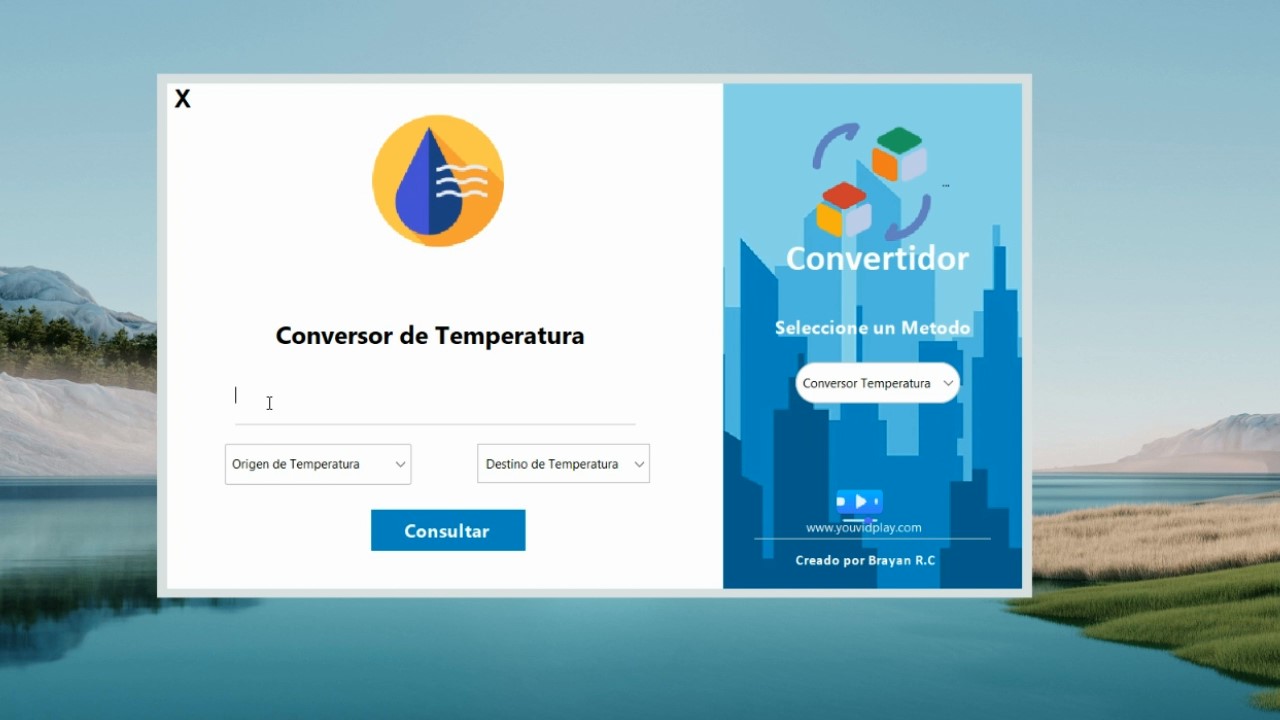 X
Conversor de Temperatura
Origen de Temperatura
Destino de Temperatura
Consultar
...
Convertidor
Seleccione un Metodo
Conversor Temperatura
www.youvidplay.com
Creado por Brayan R.C